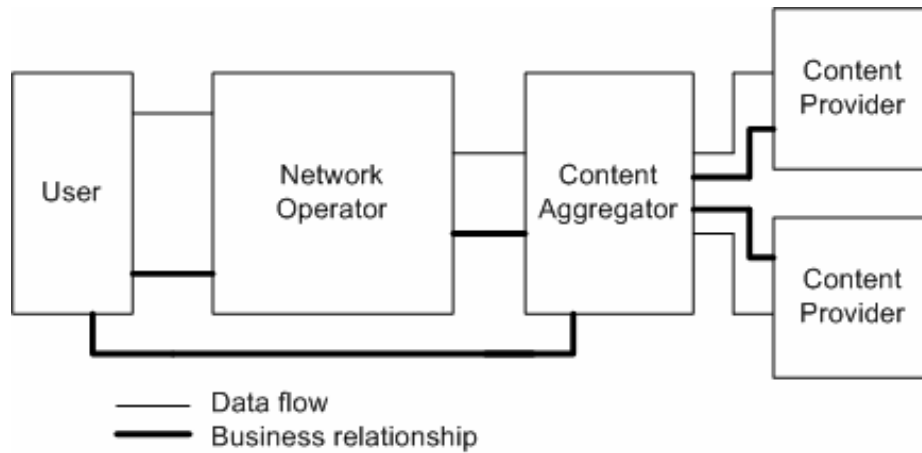 User
Network
Operator
Content
Aggregator
Content
Provider
Content
Provider
Data flow
Business relationship